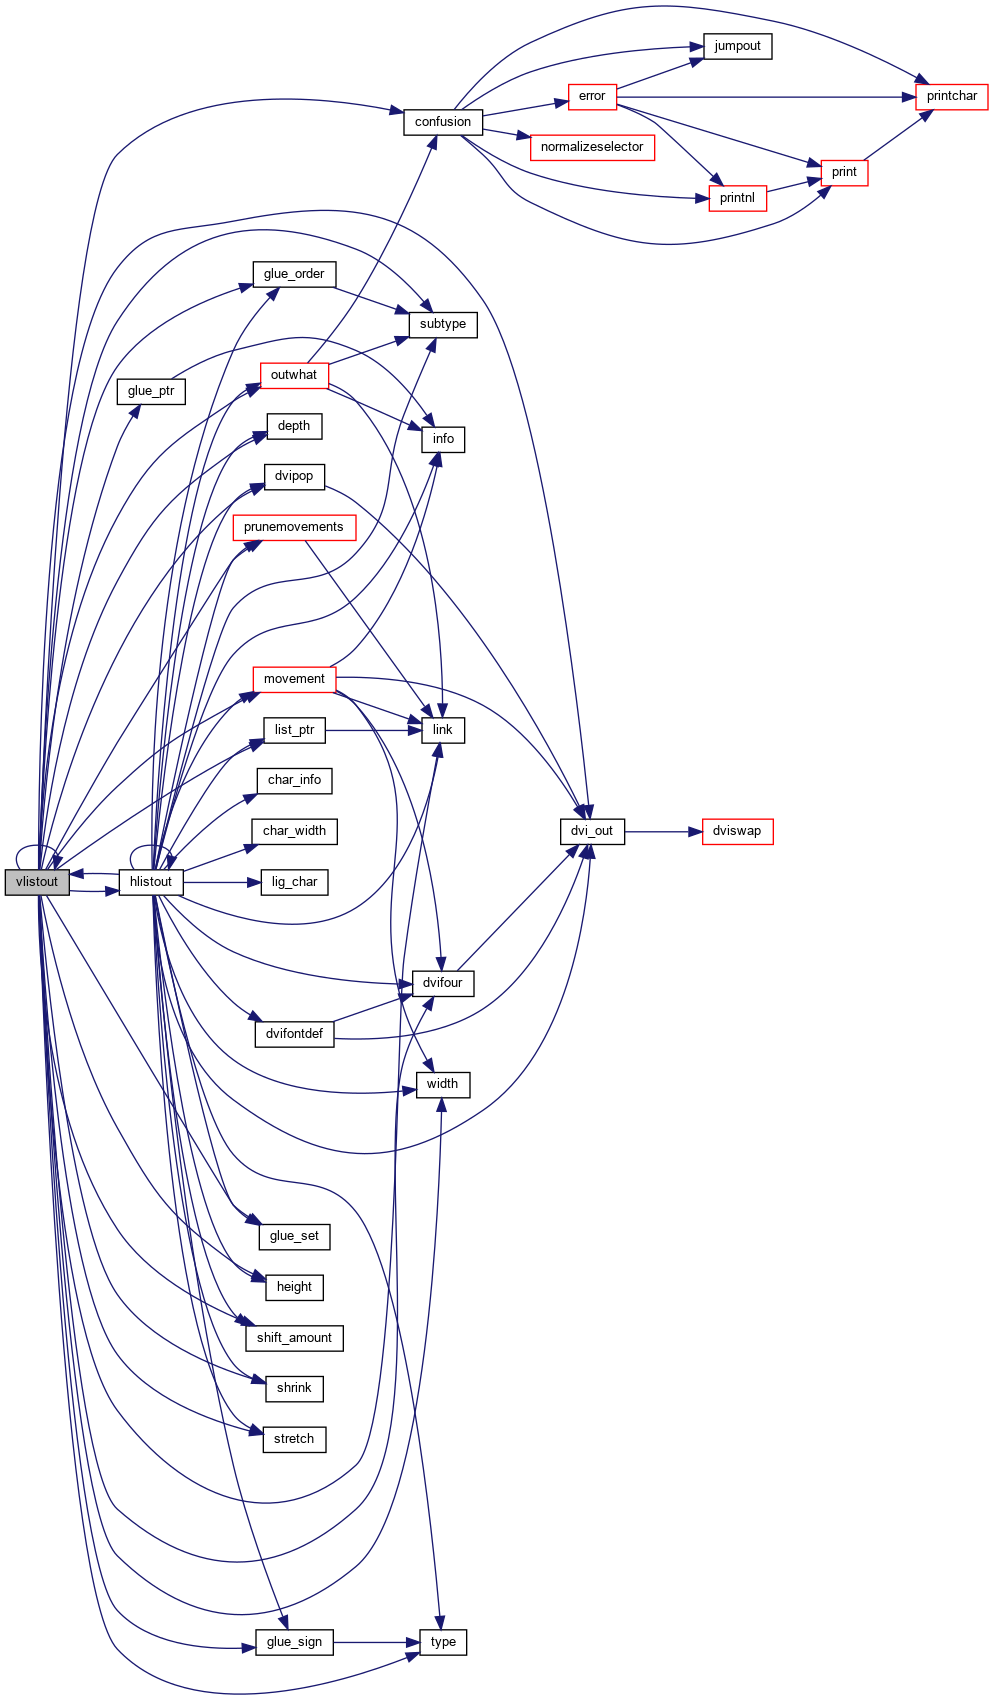 jumpout
error
printchar
confusion
normalizeselector
print
printnl
glue_order
subtype
outwhat
glue_ptr
depth
info
dvipop
prunemovements
movement
list_ptr
link
char_info
char_width
dvi_out
dviswap
vlistout
hlistout
lig_char
dvifour
dvifontdef
width
glue_set
height
shift_amount
shrink
stretch
glue_sign
type